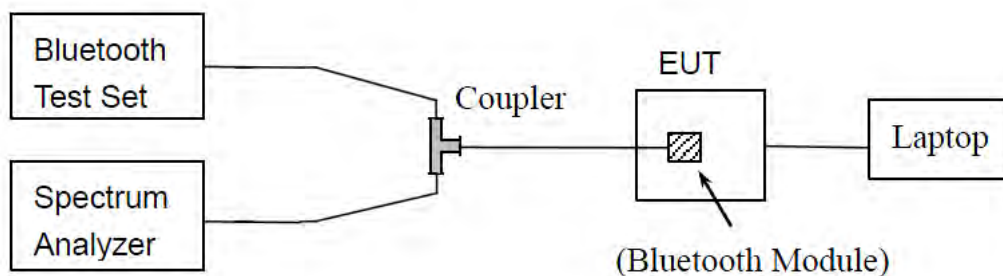 Bluetooth
Test Set
Spectrum
Analyzer
Coupler
EUT
(Bluetooth Module)
Laptop